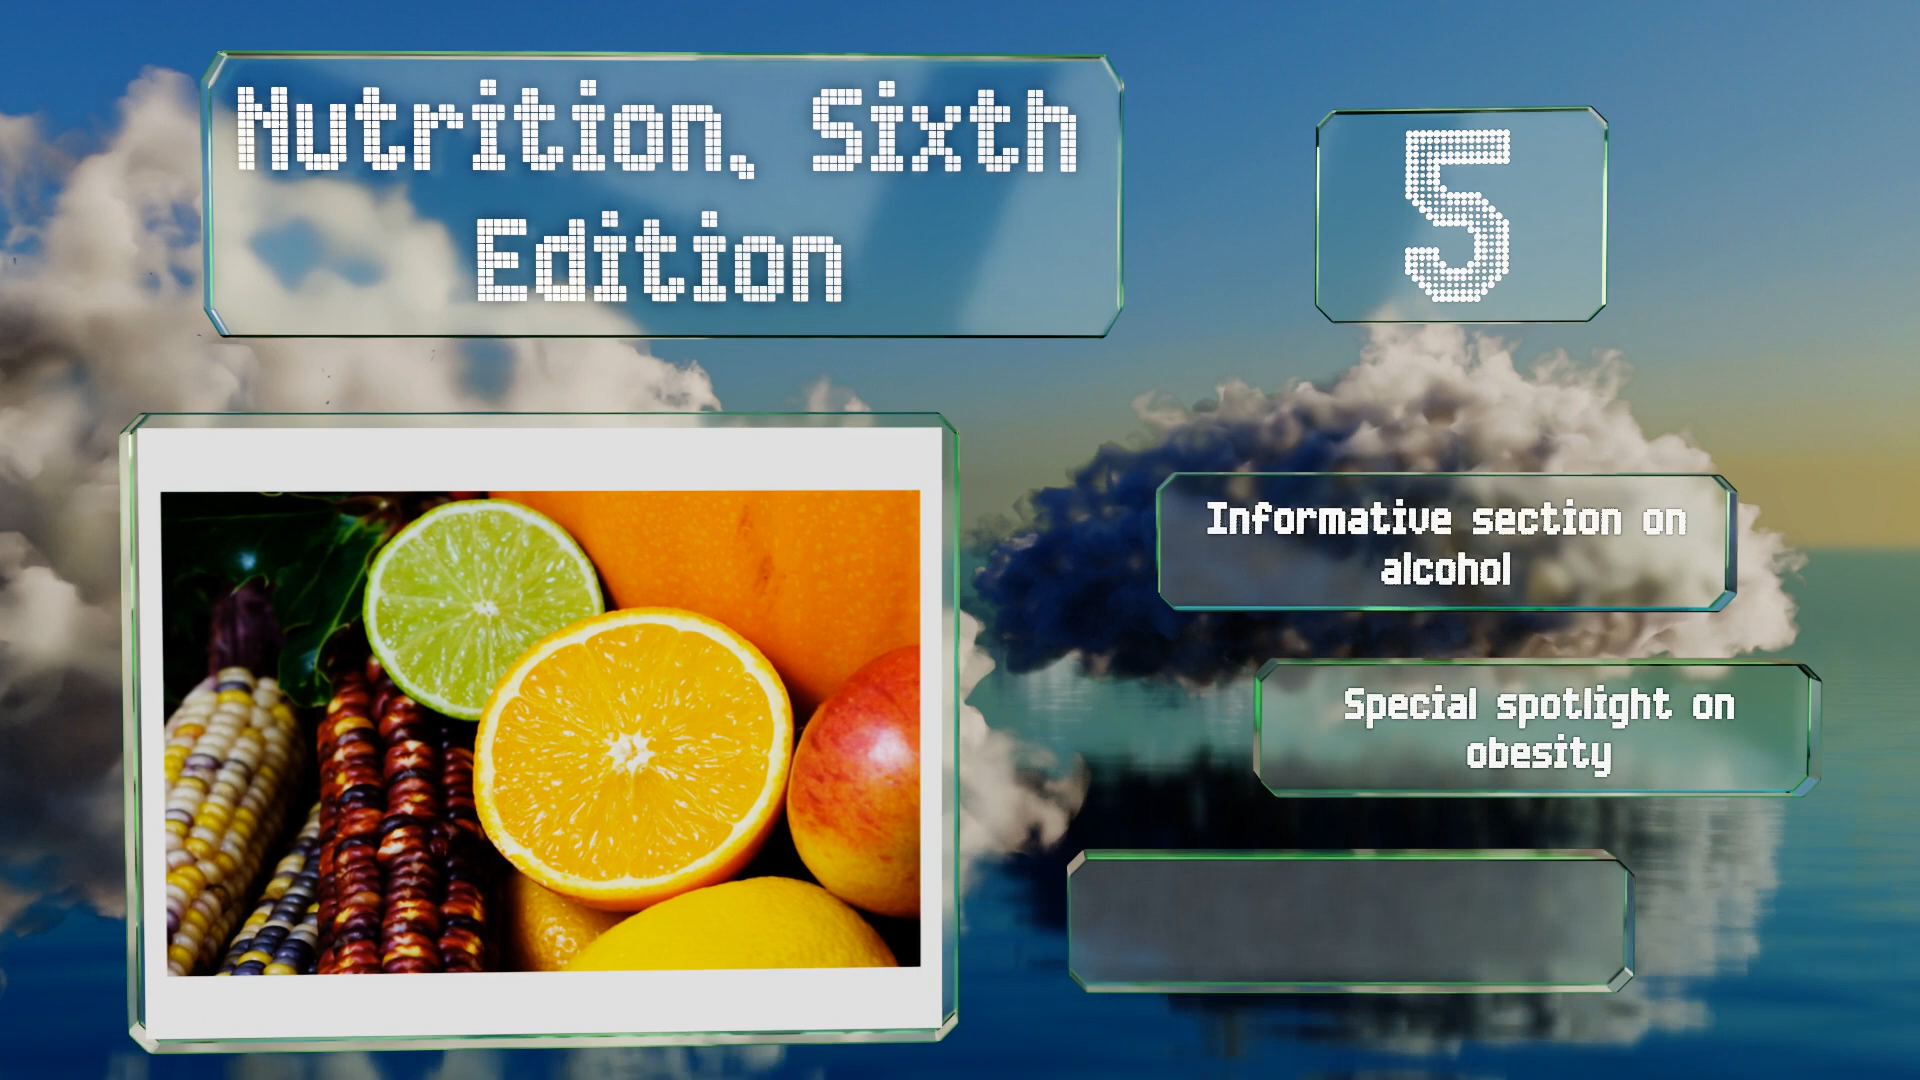 Nutrition, Sixth
Edition
5
Informative section on
alcohol
Special spotlight on
obesity